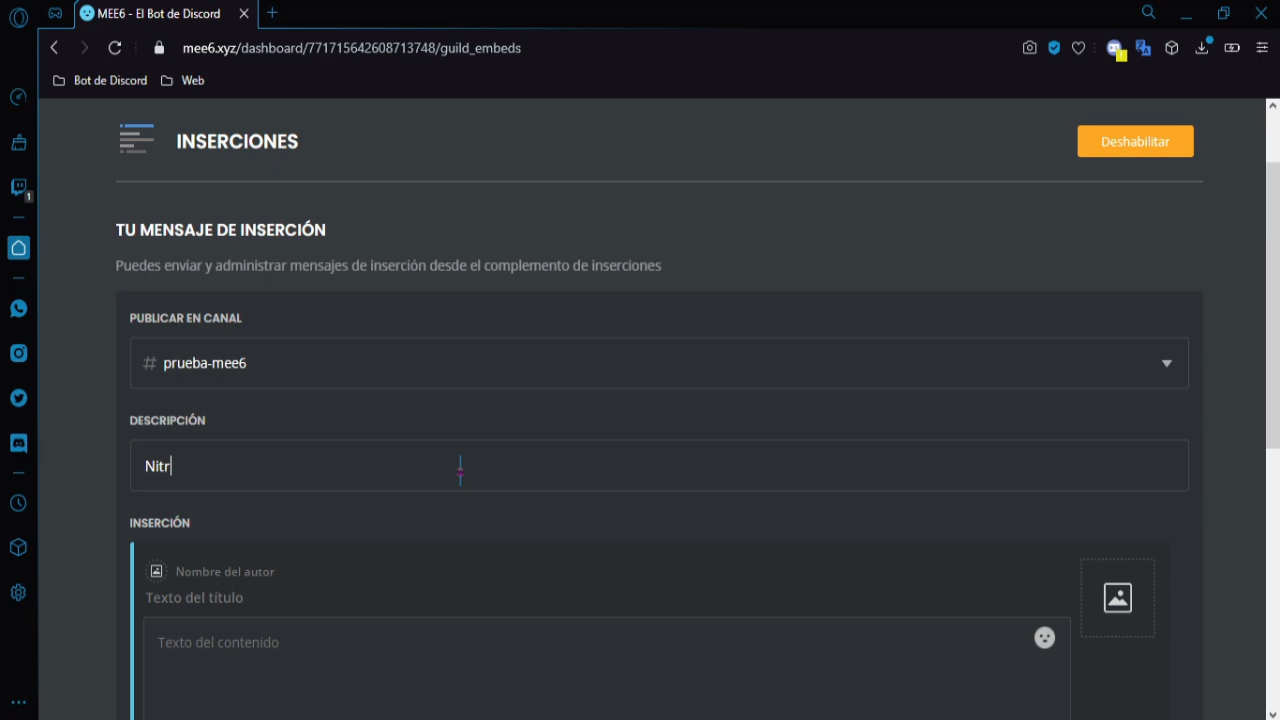 MEE6 - El Bot de Discord
mee6.xyz/dashboard/771715642608713748/guild_embeds
Bot de Discord
Web
INSERCIONES
Deshabilitar
TU MENSAJE DE INSERCIÓN
Puedes enviar y administrar mensajes de inserción desde el complemento de inserciones
PUBLICAR EN CANAL
# prueba-mee6
DESCRIPCIÓN
Nitr
INSERCIÓN
Nombre del autor
Texto del título
Texto del contenido
1